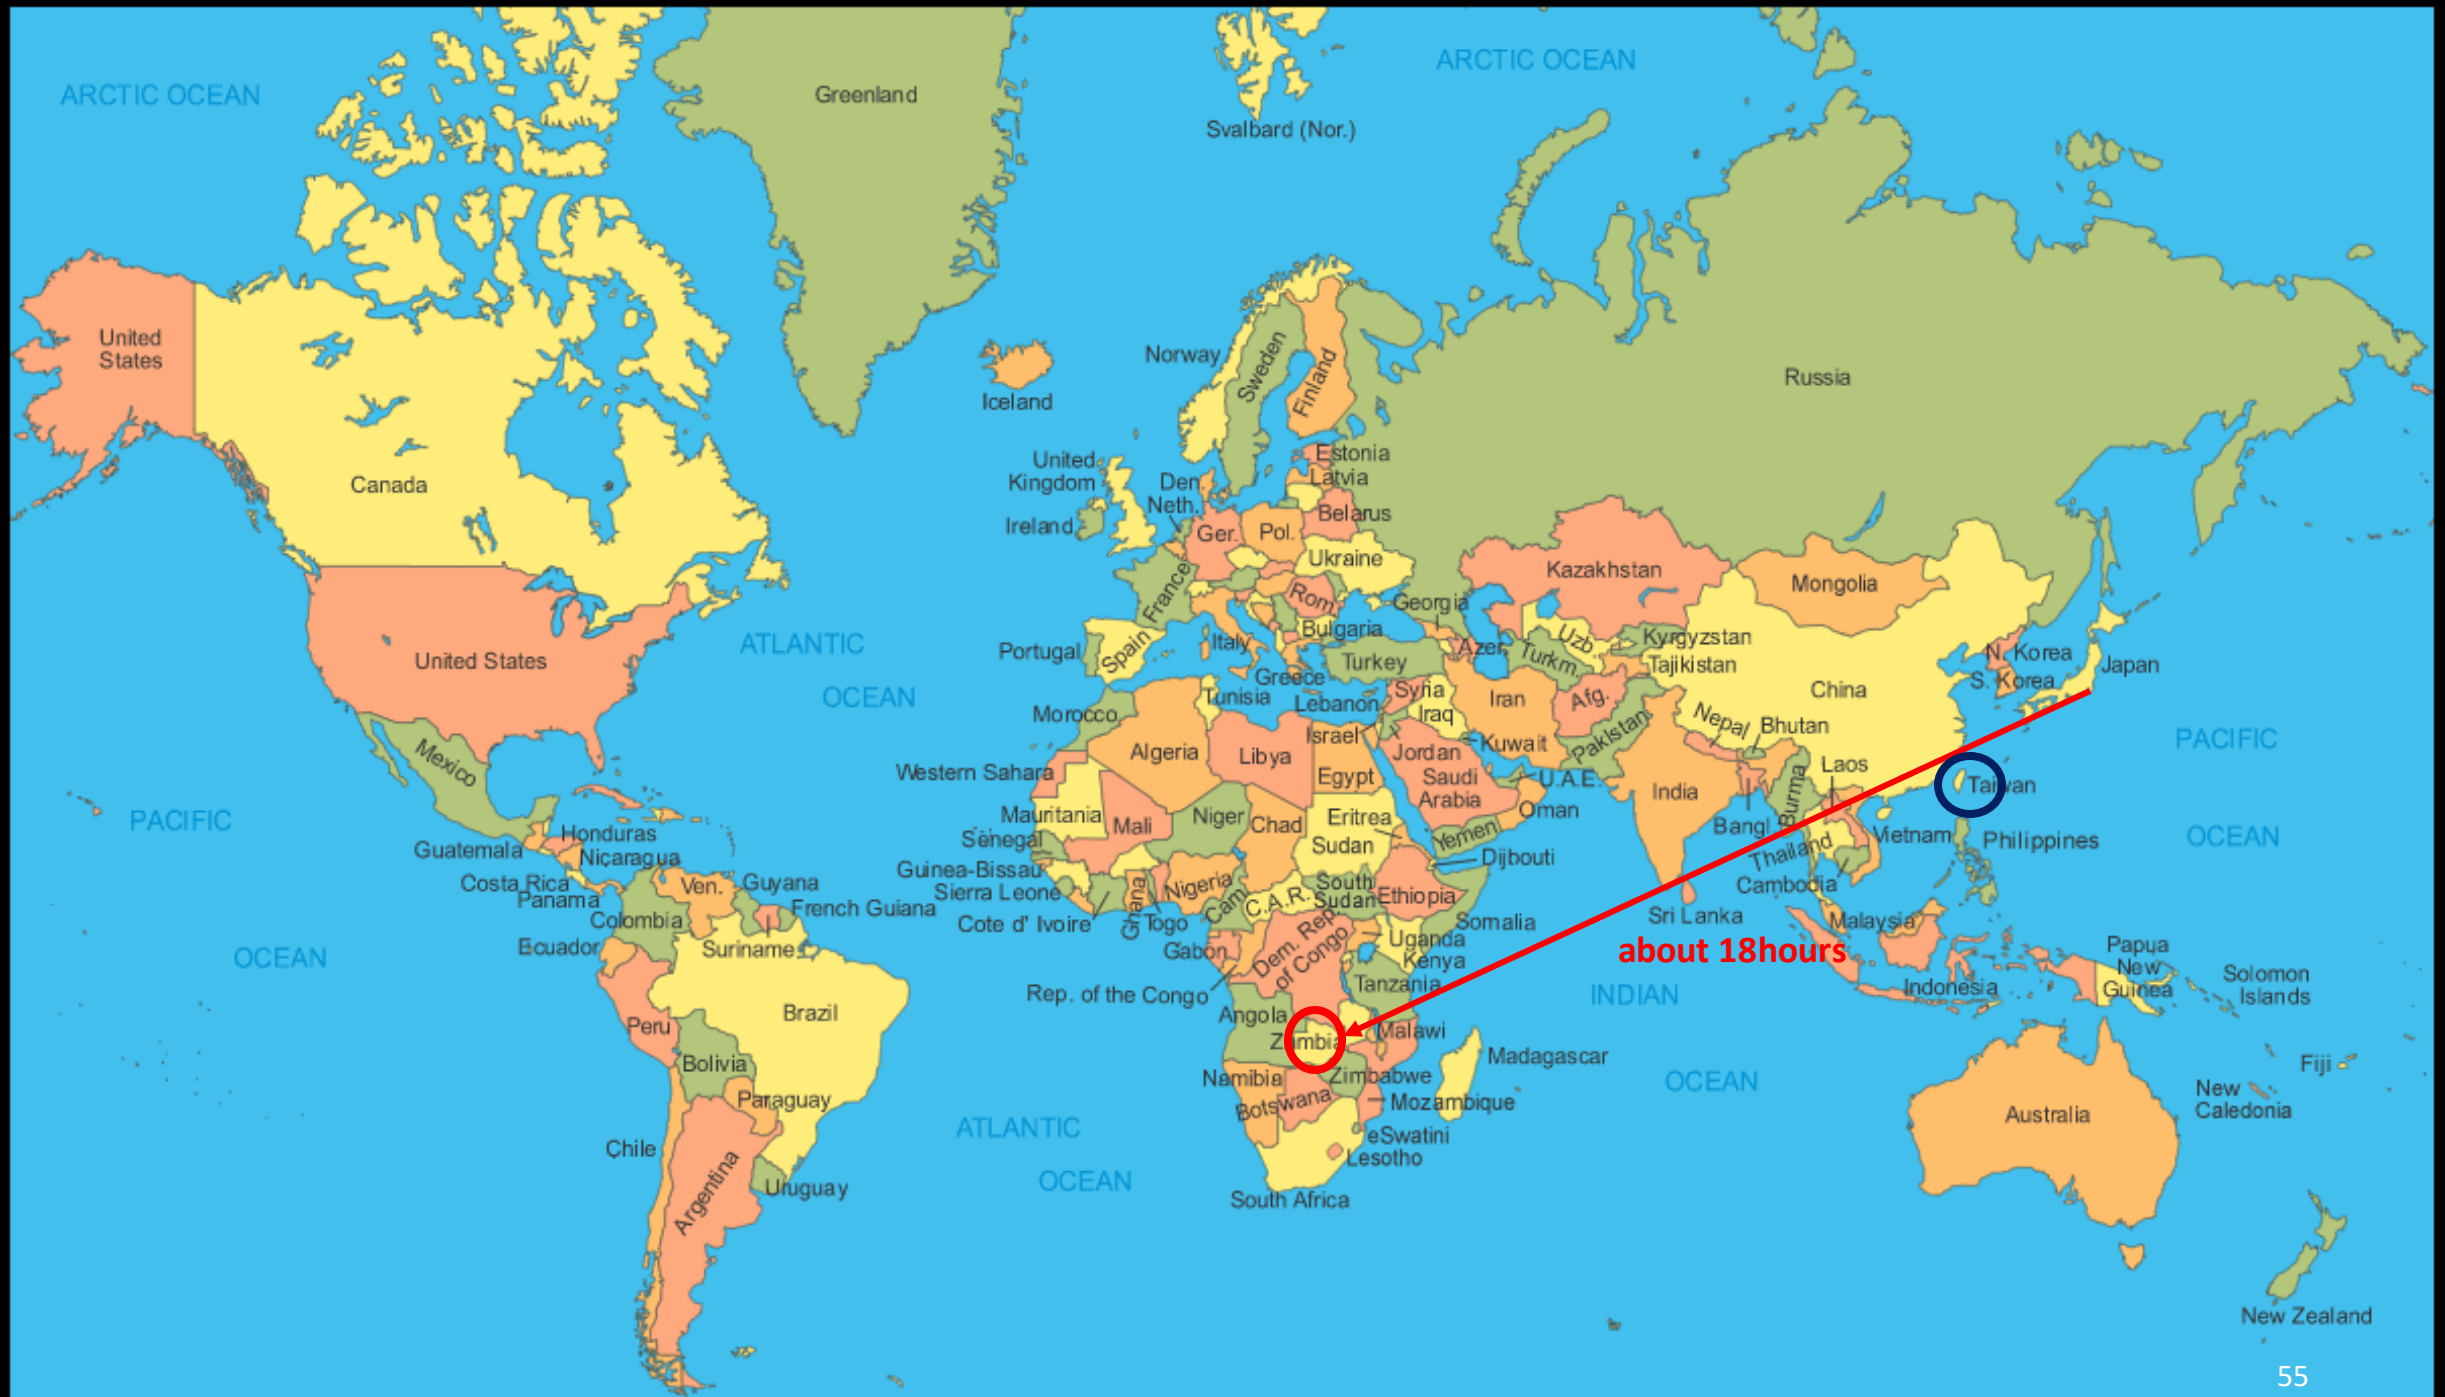 ARCTIC OCEAN
ARCTIC OCEAN
Greenland
Svalbard (Nor.)
United
States
Canada
United States
Mexico
Guatemala
Honduras
Nicaragua
Costa Rica
Panama
PACIFIC
OCEAN
ATLANTIC
OCEAN
Ven.
Guyana
French Guiana
Suriname
Colombia
Ecuador
Peru
Brazil
Bolivia
Paraguay
Chile
Argentina
Uruguay
Iceland
Norway
Sweden
Finland
Estonia
Latvia
Belarus
United
Kingdom
Ireland
Den.
Neth.
Ger.
Pol.
Ukraine
France
Rom.
Bulgaria
Italy
Greece
Portugal
Spain
Russia
Kazakhstan
Mongolia
Georgia
Azer.
Uzb.
Turkm.
Kyrgyzstan
Tajikistan
Turkey
Syria
Lebanon
Iraq
Iran
Afg.
Israel
Jordan
Kuwait
Pakistan
Saudi
Arabia
U.A.E.
Oman
Yemen
China
N. Korea
S. Korea
Japan
Nepal
Bhutan
India
Bangl.
Burma
Laos
Thailand
Vietnam
Cambodia
Taiwan
Philippines
Sri Lanka
Malaysia
Indonesia
Papua
New
Guinea
Solomon
Islands
PACIFIC
OCEAN
Morocco
Algeria
Tunisia
Libya
Egypt
Western Sahara
Mauritania
Mali
Niger
Chad
Eritrea
Sudan
Senegal
Guinea-Bissau
Sierra Leone
Cote d' Ivoire
Ghana
Togo
Nigeria
Cam.
C.A.R.
South
Sudan
Ethiopia
Dijbouti
Somalia
Gabon
Rep. of the Congo
Dem. Rep.
of Congo
Uganda
Kenya
Tanzania
Angola
Zambia
Malawi
Namibia
Botswana
Zimbabwe
Mozambique
Madagascar
eSwatini
Lesotho
South Africa
about 18hours
INDIAN
OCEAN
ATLANTIC
OCEAN
Australia
Fiji
New
Caledonia
New Zealand
55